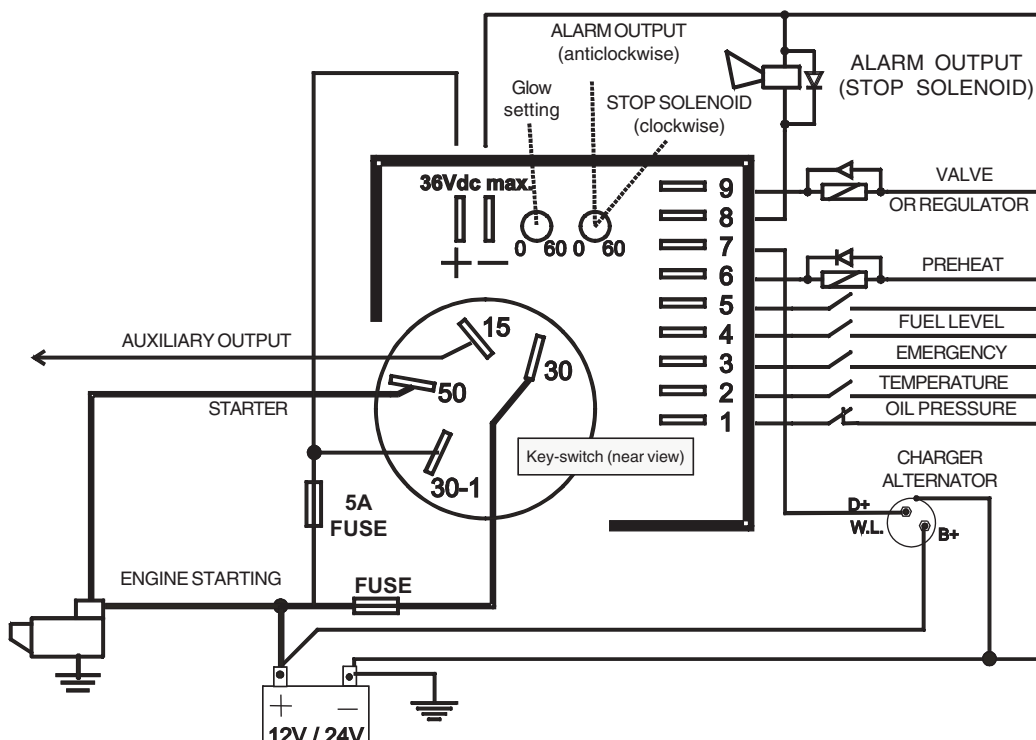 ALARM OUTPUT
(anticlockwise)
ALARM OUTPUT
(STOP SOLENOID)
Glow
setting
STOP SOLENOID
(clockwise)
36Vdc max.
+ −
0 60 0 60
9
8
7
6
5
4
3
2
1
VALVE
OR REGULATOR
PREHEAT
FUEL LEVEL
EMERGENCY
TEMPERATURE
OIL PRESSURE
AUXILIARY OUTPUT
15
30
50
STARTER
30-1
Key-switch (near view)
5A
FUSE
CHARGER
ALTERNATOR
D+
W.L.
B+
ENGINE STARTING
FUSE
+ −
12V / 24V